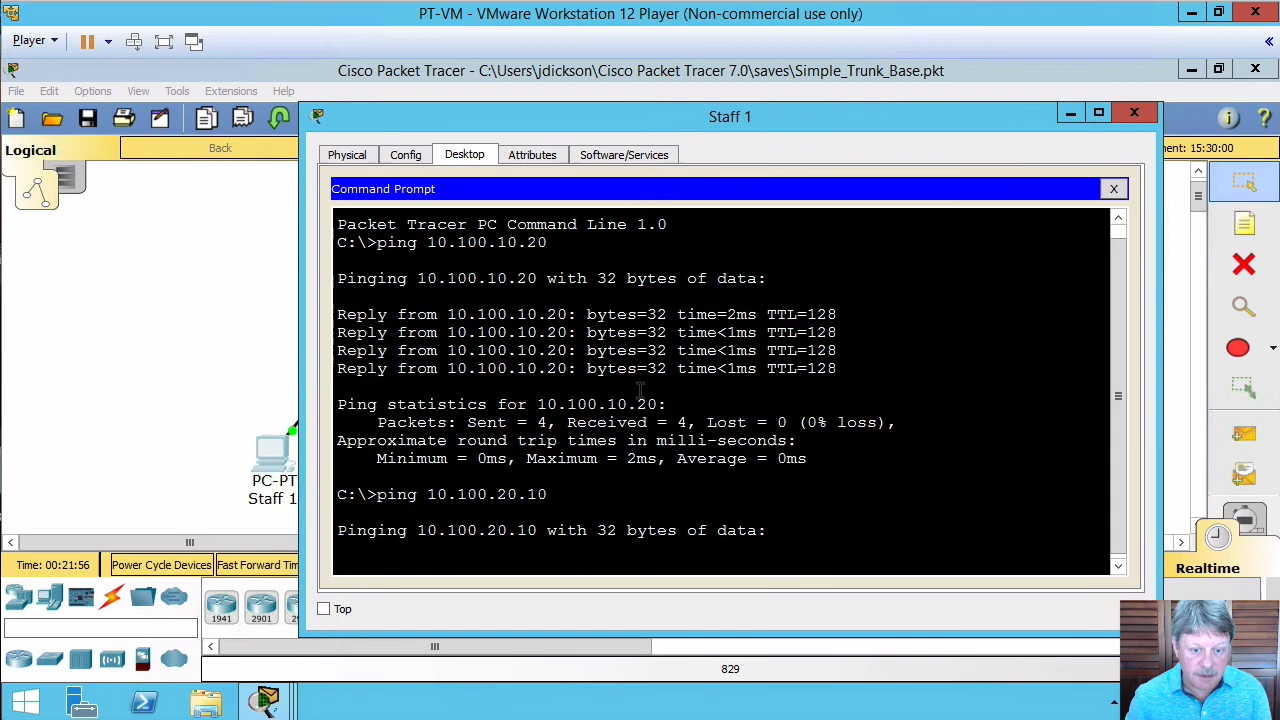 PT-VM - VMware Workstation 12 Player (Non-commercial use only)
Player
Cisco Packet Tracer - C:\Users\jdickson\Cisco Packet Tracer 7.0\saves\Simple_Trunk_Base.pkt
File Edit Options View Tools Extensions Help
Staff 1
Logical
Back
ment: 15:30:00
Physical Config Desktop Attributes Software/Services
Command Prompt X
Packet Tracer PC Command Line 1.0
C:\>ping 10.100.10.20
Pinging 10.100.10.20 with 32 bytes of data:
Reply from 10.100.10.20: bytes=32 time=2ms TTL=128
Reply from 10.100.10.20: bytes=32 time<1ms TTL=128
Reply from 10.100.10.20: bytes=32 time<1ms TTL=128
Reply from 10.100.10.20: bytes=32 time<1ms TTL=128
Ping statistics for 10.100.10.20:
Packets: Sent = 4, Received = 4, Lost = 0 (0% loss),
Approximate round trip times in milli-seconds:
Minimum = 0ms, Maximum = 2ms, Average = 0ms
C:\>ping 10.100.20.10
Pinging 10.100.20.10 with 32 bytes of data:
PC-PT
Staff 1
Time: 00:21:56 Power Cycle Devices Fast Forward Tim
Realtime
1941 2901 29
Top
829